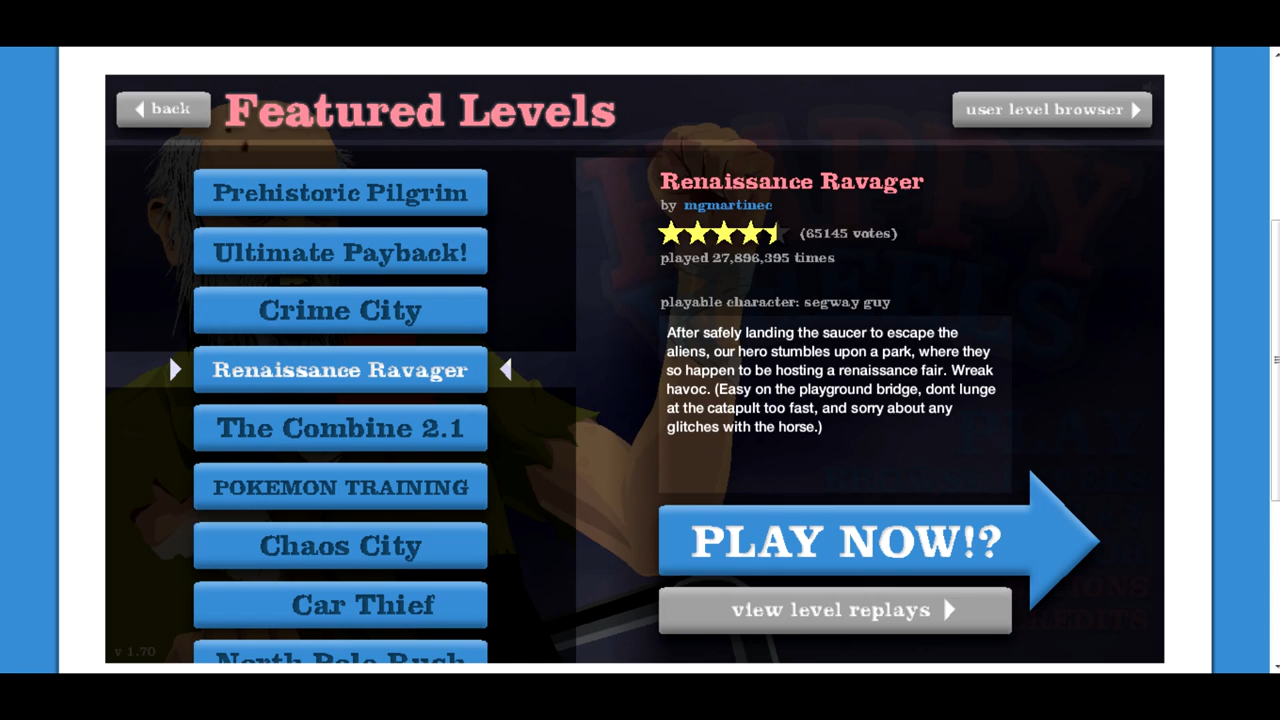 back
Featured Levels
user level browser
Prehistoric Pilgrim
Ultimate Payback!
Crime City
Renaissance Ravager
The Combine 2.1
POKEMON TRAINING
Chaos City
Car Thief
North Pole Rush
v 1.70
Renaissance Ravager
by mgmartinec
(65145 votes)
played 27,896,395 times
playable character: segway guy
After safely landing the saucer to escape the
aliens, our hero stumbles upon a park, where they
so happen to be hosting a renaissance fair. Wreak
havoc. (Easy on the playground bridge, dont lunge
at the catapult too fast, and sorry about any
glitches with the horse.)
PLAY NOW!?
view level replays